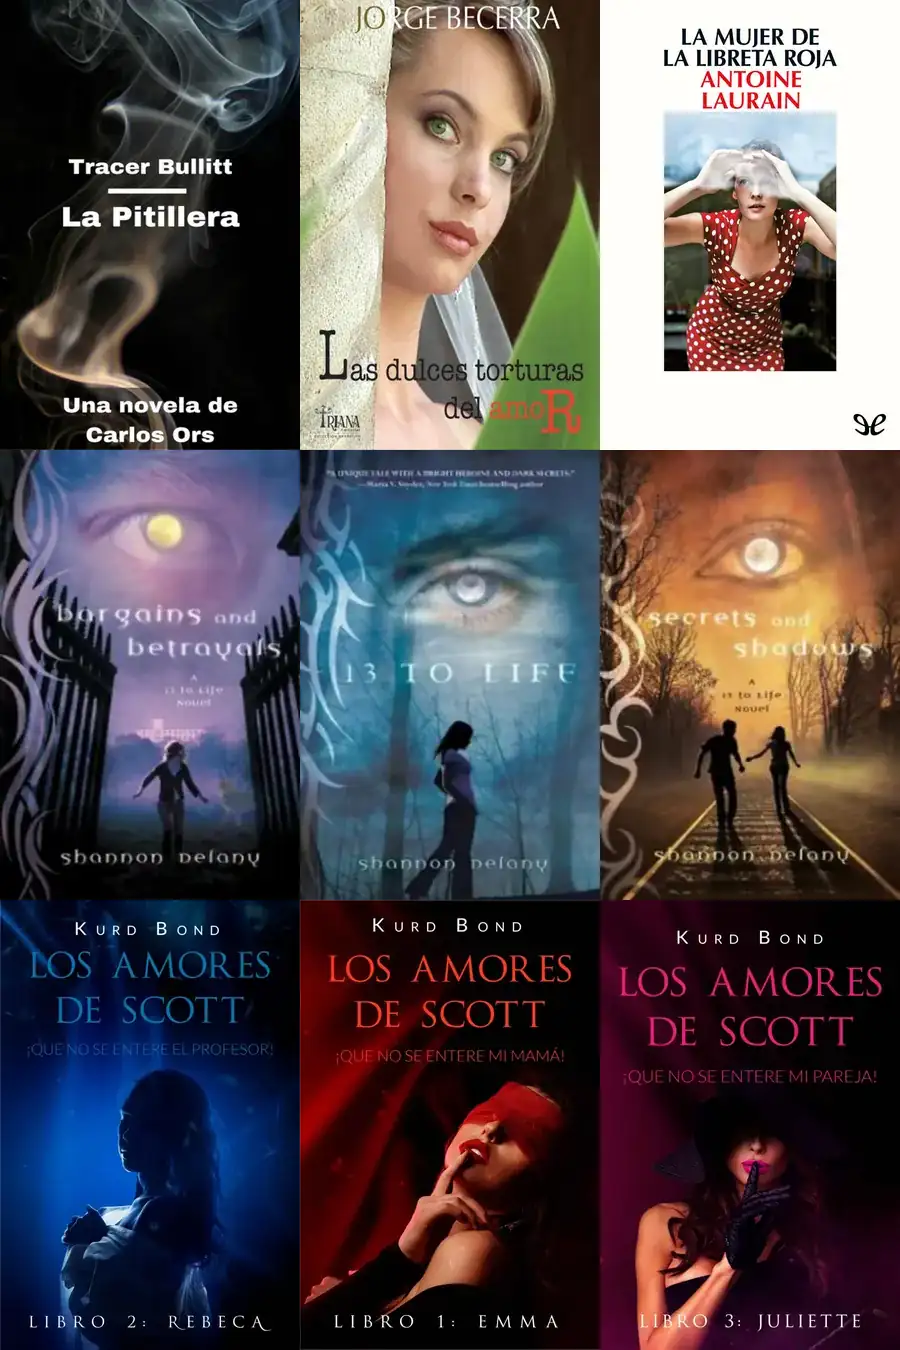 Tracer Bullitt
La Pitillera
Una novela de
Carlos Ors
JORGE BECERRA
Las dulces torturas
del amoR
TRIANA
LA MUJER DE
LA LIBRETA ROJA
ANTOINE
LAURAIN
bargains and
betrayals
A
13 to Life
Novel
Shannon Delany
"A UNIQUE TALE WITH A BRIGHT HEROINE AND DARK SECRETS."
—Maria V. Snyder, New York Times bestselling author
13 TO LIFE
Shannon Delany
secrets and
shadows
A
13 to Life
Novel
Shannon Delany
KURD BOND
LOS AMORES
DE SCOTT
¡QUE NO SE ENTERE EL PROFESOR!
LIBRO 2: REBECA
KURD BOND
LOS AMORES
DE SCOTT
¡QUE NO SE ENTERE MI MAMÁ!
LIBRO 1: EMMA
KURD BOND
LOS AMORES
DE SCOTT
¡QUE NO SE ENTERE MI PAREJA!
LIBRO 3: JULIETTE